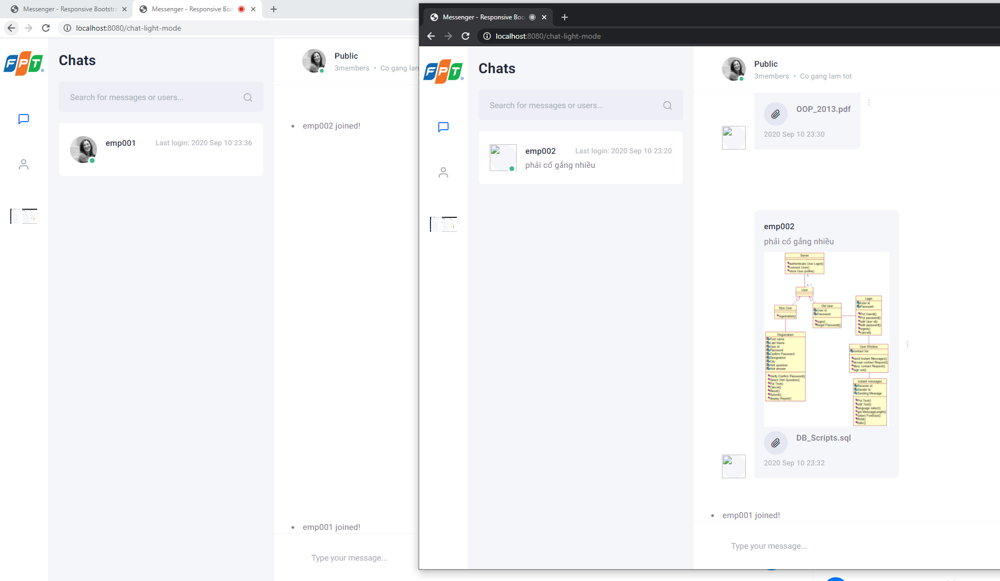 Messenger - Responsive Bootstra
Messenger - Responsive Boo
localhost:8080/chat-light-mode
FPT
Chats
Search for messages or users...
emp001
Last login: 2020 Sep 10 23:36
Public
3members • Co gang lam
emp002 joined!
emp001 joined!
Type your message...
Messenger - Responsive Boo
localhost:8080/chat-light-mode
FPT
Chats
Search for messages or users...
emp002
Last login: 2020 Sep 10 23:20
phải cố gắng nhiều
Public
3members • Co gang lam tot
OOP_2013.pdf
2020 Sep 10 23:30
emp002
phải cố gắng nhiều
Server
authenticate User Login()
connect User()
store User profile()
1
1..*
User
New User
registration()
Old User
User id
Password
login()
forgot Password()
Login
User id
Password
Put Userid()
Put password()
edit User id()
edit password()
signin()
cancel()
Registration
First name
Last Name
User id
Password
Confirm Password
Designation
City
Hint question
Hint answer
Verify Confirm Password()
Select Hint Question()
Put Text()
Cancel()
Reset()
Submit()
display Report()
User Window
contact list
send Instant Messages()
accept contact Request()
deny contact Request()
sign out()
Instant messages
Receiver id
Sender Id
Sending Message
Put Text()
edit Text()
language select()
get MessageLength()
select FontSize()
Bold()
Italic()
DB_Scripts.sql
2020 Sep 10 23:32
emp001 joined!
Type your message...